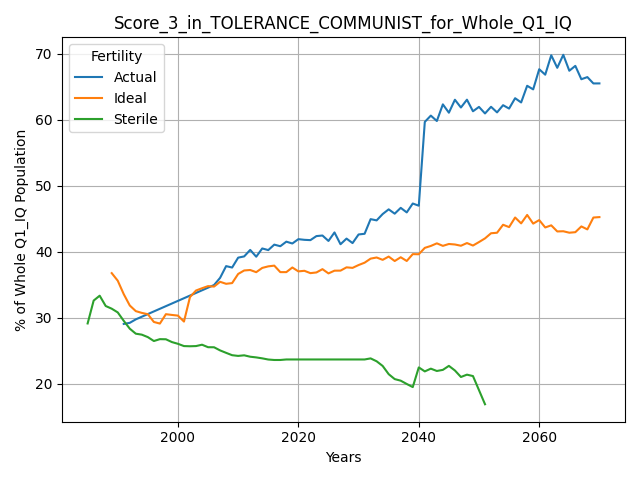 Score_3_in_TOLERANCE_COMMUNIST_for_Whole_Q1_IQ
Fertility
Actual
Ideal
Sterile
% of Whole Q1_IQ Population
70
60
50
40
30
20
2000
2020
2040
2060
Years